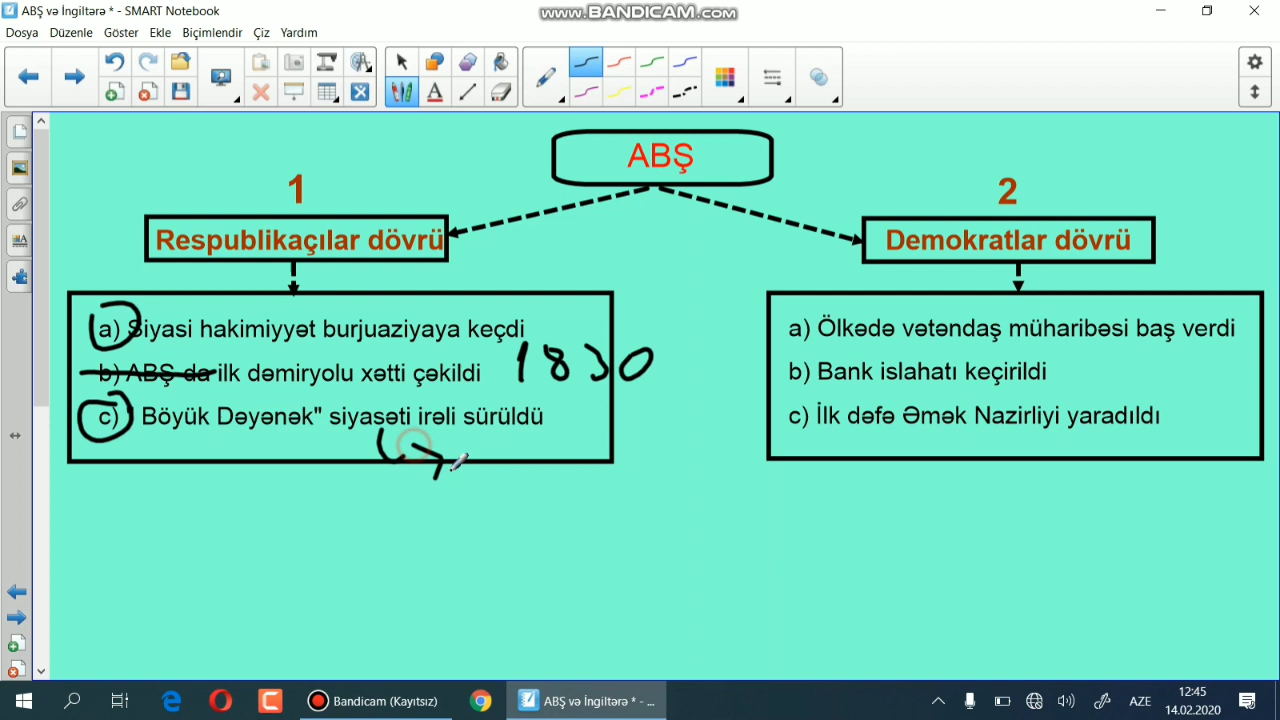 ABŞ və İngiltərə * - SMART Notebook
www.BANDICAM.com
Dosya Düzenle Göster Ekle Biçimlendir Çiz Yardım
ABŞ
1
2
Respublikaçılar dövrü
Demokratlar dövrü
a) Siyasi hakimiyyət burjuaziyaya keçdi
b) ABŞ-da ilk dəmiryolu xətti çəkildi
1830
c) " Böyük Dəyənək" siyasəti irəli sürüldü
a) Ölkədə vətəndaş müharibəsi baş verdi
b) Bank islahatı keçirildi
c) İlk dəfə Əmək Nazirliyi yaradıldı
Bandicam (Kayıtsız)
ABŞ və İngiltərə * - ...
AZE
12:45
14.02.2020